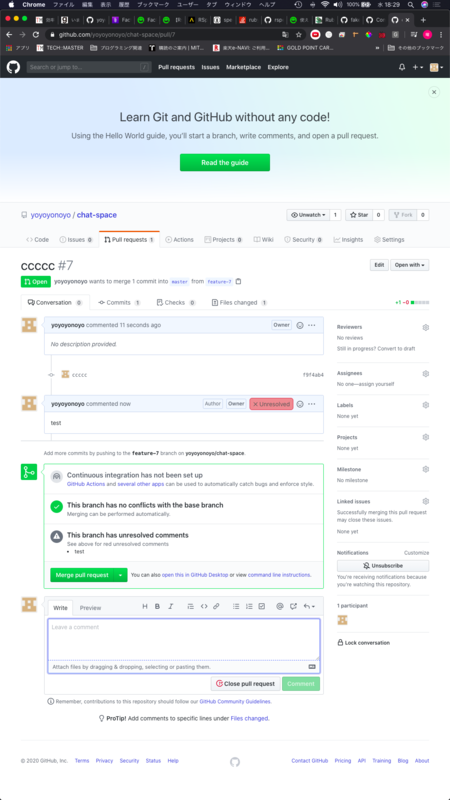 Chrome ファイル 編集 表示 履歴 ブックマーク ユーザー タブ ウィンドウ ヘルプ 100% 8 18:29
github.com/yoyoyonoyo/chat-space/pull/7
アプリ TECH::MASTER プログラミング関連
GOLD POINT CAR... その他のブックマーク
Search or jump to... / Pull requests Issues Marketplace Explore
Learn Git and GitHub without any code!
Using the Hello World guide, you'll start a branch, write comments, and open a pull request.
Read the guide
yoyoyonoyo / chat-space Unwatch 1 Star 0 Fork 0
Code Issues 0 Pull requests 1 Actions Projects 0 Wiki Security 0 Insights Settings
ccccc #7 Edit Open with
Open yoyoyonoyo wants to merge 1 commit into master from feature-7
Conversation 0 Commits 1 Checks 0 Files changed 1 +1 −0
yoyoyonoyo commented 11 seconds ago Owner
No description provided.
ccccc f9f4ab4
yoyoyonoyo commented now Author Owner × Unresolved
test
Add more commits by pushing to the feature-7 branch on yoyoyonoyo/chat-space.
Continuous integration has not been set up
GitHub Actions and several other apps can be used to automatically catch bugs and enforce style.
This branch has no conflicts with the base branch
Merging can be performed automatically.
This branch has unresolved comments
See above for red unresolved comments
• test
Merge pull request You can also open this in GitHub Desktop or view command line instructions.
Write Preview H B I
Leave a comment
Attach files by dragging & dropping, selecting or pasting them.
Close pull request Comment
Remember, contributions to this repository should follow our GitHub Community Guidelines.
ProTip! Add comments to specific lines under Files changed.
Reviewers
No reviews
Still in progress? Convert to draft
Assignees
No one—assign yourself
Labels
None yet
Projects
None yet
Milestone
No milestone
Linked issues
Successfully merging this pull request may close these issues.
None yet
Notifications Customize
Unsubscribe
You're receiving notifications because you're watching this repository.
1 participant
Lock conversation
© 2020 GitHub, Inc. Terms Privacy Security Status Help Contact GitHub Pricing API Training Blog About